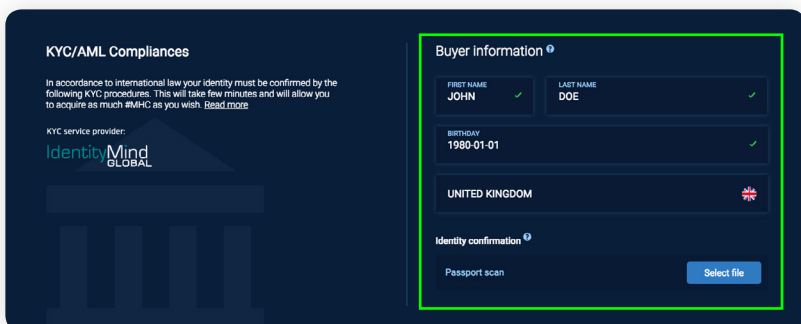 KYC/AML Compliances
In accordance to international law your identity must be confirmed by the
following KYC procedures. This will take few minutes and will allow you
to acquire as much #MHC as you wish. Read more
KYC service provider:
IdentityMind
GLOBAL
Buyer information ?
FIRST NAME
JOHN
LAST NAME
DOE
BIRTHDAY
1980-01-01
UNITED KINGDOM
Identity confirmation ?
Passport scan
Select file